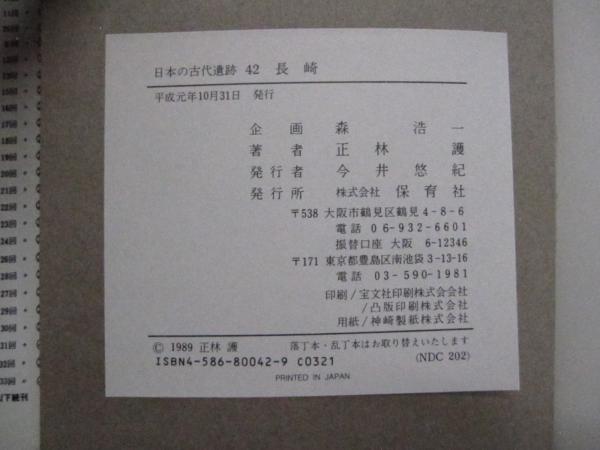 日本の古代遺跡 42 長崎
平成元年10月31日 発行
企画 森 浩一
著者 正林 護
発行者 今井悠紀
発行所 株式会社 保育社
〒538 大阪市鶴見区鶴見4-8-6
電話 06-932-6601
振替口座 大阪 6-12346
〒171 東京都豊島区南池袋3-13-16
電話 03-590-1981
印刷/宝文社印刷株式会社
/凸版印刷株式会社
用紙/神崎製紙株式会社
© 1989 正林 護 落丁本・乱丁本はお取り替えいたします
ISBN4-586-80042-9 C0321 (NDC 202)
PRINTED IN JAPAN